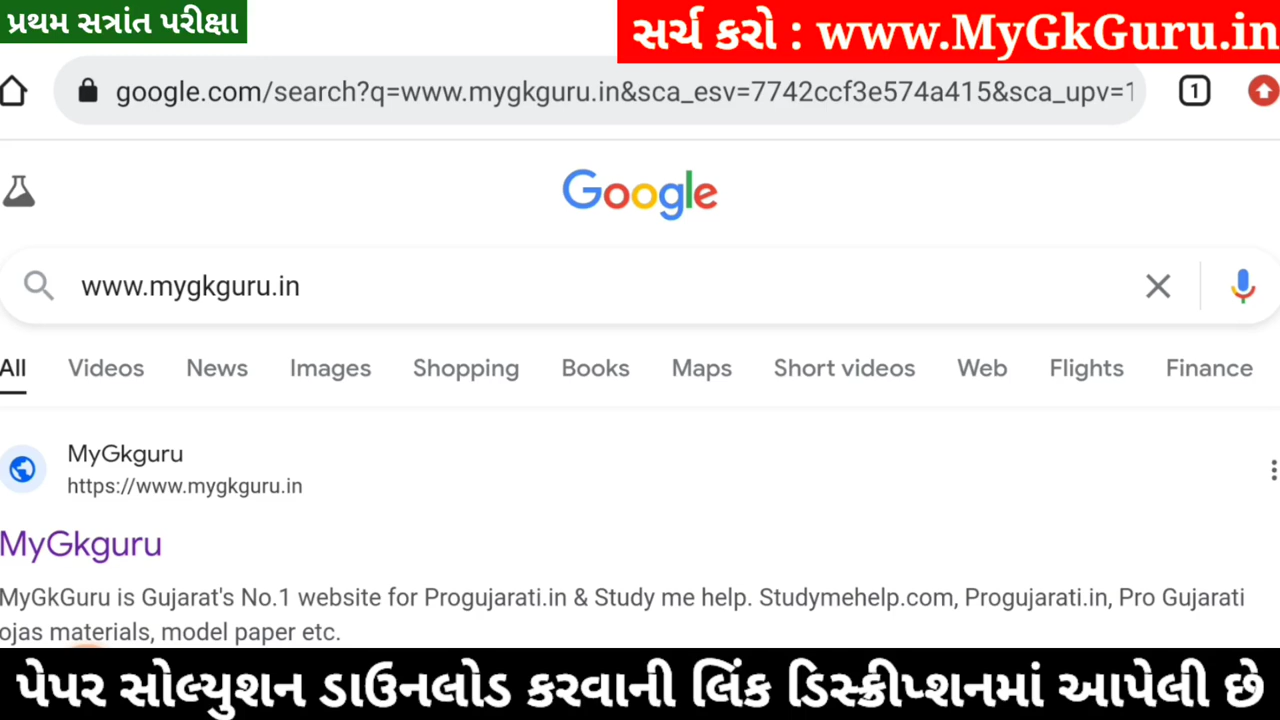 પ્રથમ સત્રાંત પરીક્ષા
સર્ચ કરો : www.MyGkGuru.in
google.com/search?q=www.mygkguru.in&sca_esv=7742ccf3e574a415&sca_upv=1
1
Google
www.mygkguru.in
All Videos News Images Shopping Books Maps Short videos Web Flights Finance
MyGkguru
https://www.mygkguru.in
MyGkguru
MyGkGuru is Gujarat's No.1 website for Progujarati.in & Study me help. Studymehelp.com, Progujarati.in, Pro Gujarati
ojas materials, model paper etc.
પેપર સોલ્યુશન ડાઉનલોડ કરવાની લિંક ડિસ્ક્રીપ્શનમાં આપેલી છે